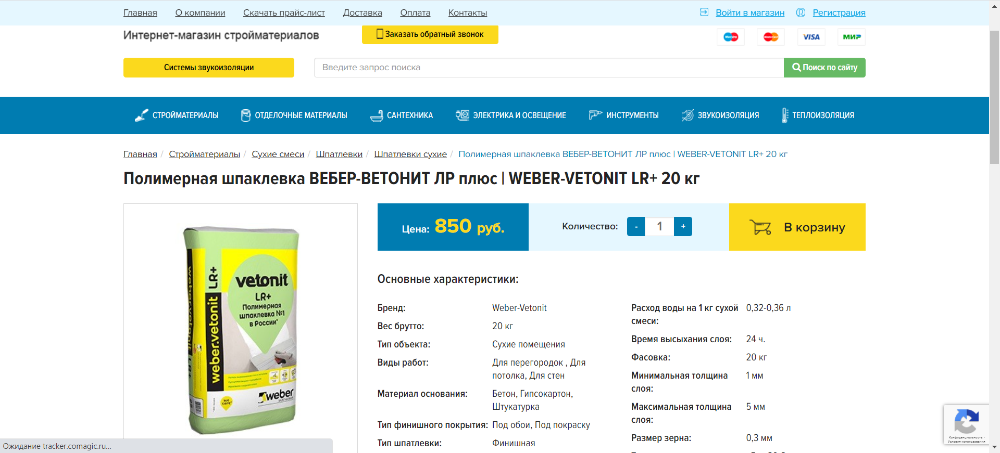 Главная О компании Скачать прайс-лист Доставка Оплата Контакты Войти в магазин Регистрация
Интернет-магазин стройматериалов
Заказать обратный звонок
VISA
МИР
Системы звукоизоляции
Введите запрос поиска
Поиск по сайту
СТРОЙМАТЕРИАЛЫ ОТДЕЛОЧНЫЕ МАТЕРИАЛЫ САНТЕХНИКА ЭЛЕКТРИКА И ОСВЕЩЕНИЕ ИНСТРУМЕНТЫ ЗВУКОИЗОЛЯЦИЯ ТЕПЛОИЗОЛЯЦИЯ
Главная / Стройматериалы / Сухие смеси / Шпатлевки / Шпатлевки сухие / Полимерная шпаклевка ВЕБЕР-ВЕТОНИТ ЛР плюс | WEBER-VETONIT LR+ 20 кг
Полимерная шпаклевка ВЕБЕР-ВЕТОНИТ ЛР плюс | WEBER-VETONIT LR+ 20 кг
Цена: 850 руб.
Количество: - 1 +
В корзину
vetonit
LR+
Полимерная
шпаклевка №1
в России*
weber.vetonit LR+
weber.vetonit LR+
weber
Основные характеристики:
Бренд: Weber-Vetonit
Вес брутто: 20 кг
Тип объекта: Сухие помещения
Виды работ: Для перегородок , Для
потолка, Для стен
Материал основания: Бетон, Гипсокартон,
Штукатурка
Тип финишного покрытия: Под обои, Под покраску
Тип шпатлевки: Финишная
Расход воды на 1 кг сухой 0,32-0,36 л
смеси:
Время высыхания слоя: 24 ч.
Фасовка: 20 кг
Минимальная толщина 1 мм
слоя:
Максимальная толщина 5 мм
слоя:
Размер зерна: 0,3 мм
Конфиденциальность -
Условия использования
Ожидание tracker.comagic.ru...